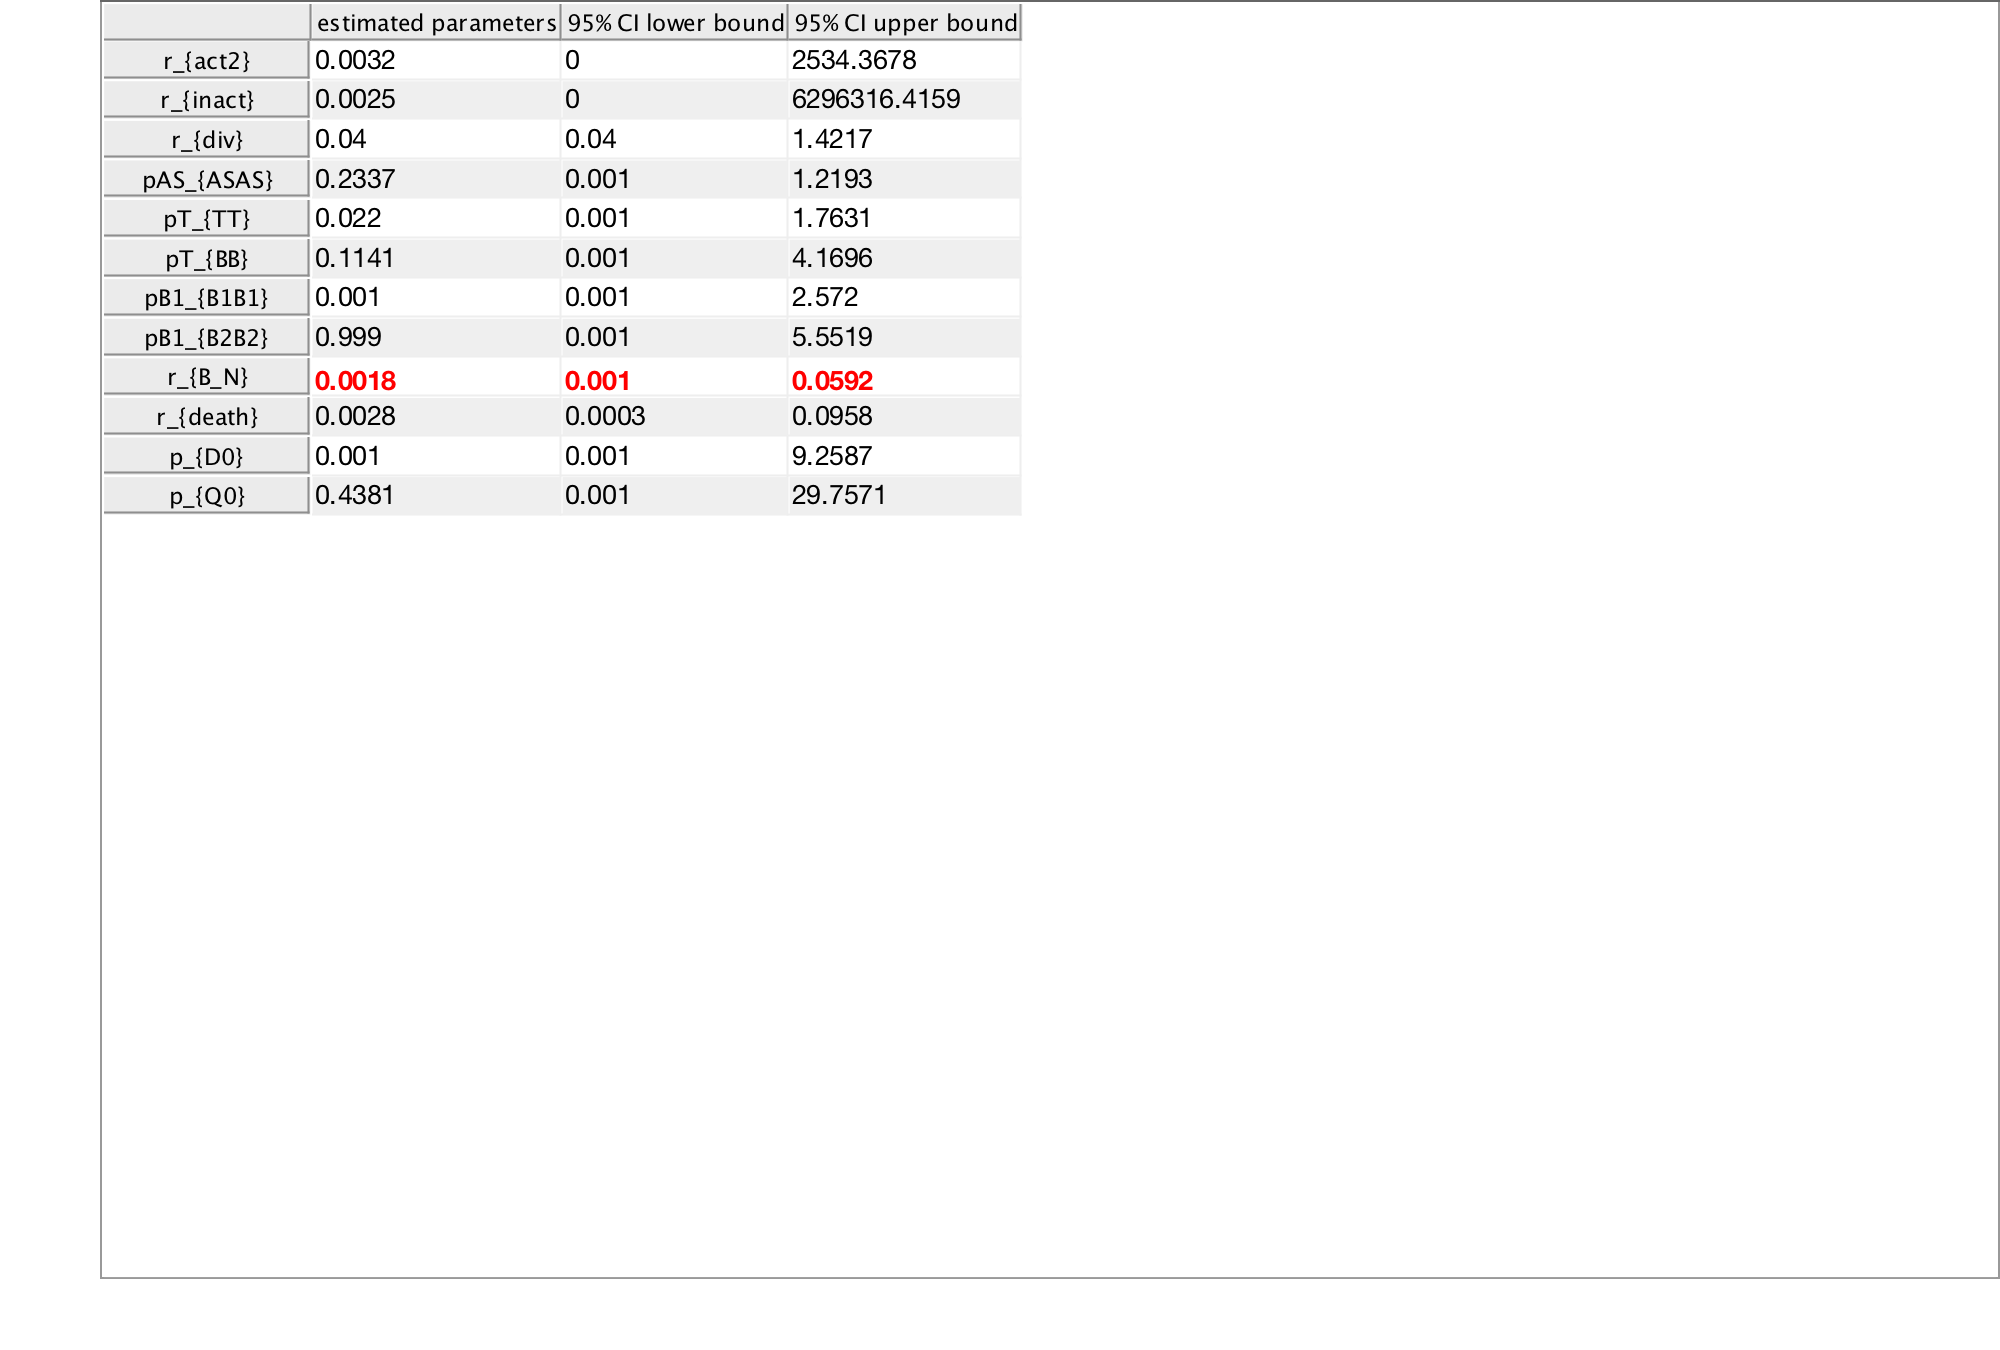 estimated parameters 95% CI lower bound 95% CI upper bound
r_{act2} 0.0032 0 2534.3678
r_{inact} 0.0025 0 6296316.4159
r_{div} 0.04 0.04 1.4217
pAS_{ASAS} 0.2337 0.001 1.2193
pT_{TT} 0.022 0.001 1.7631
pT_{BB} 0.1141 0.001 4.1696
pB1_{B1B1} 0.001 0.001 2.572
pB1_{B2B2} 0.999 0.001 5.5519
r_{B_N} 0.0018 0.001 0.0592
r_{death} 0.0028 0.0003 0.0958
p_{D0} 0.001 0.001 9.2587
p_{Q0} 0.4381 0.001 29.7571